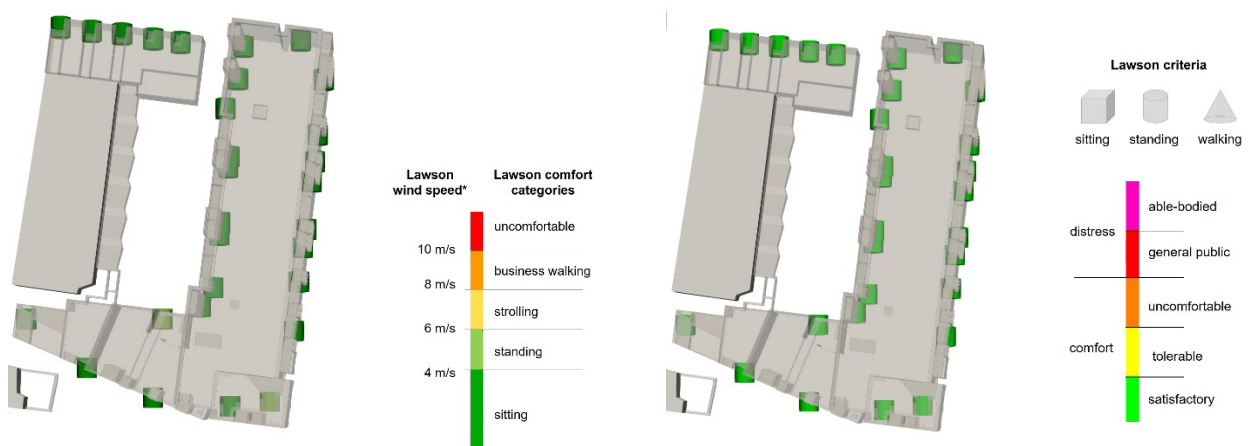 Lawson
wind speed*
Lawson comfort
categories
uncomfortable
10 m/s
business walking
8 m/s
strolling
6 m/s
standing
4 m/s
sitting
Lawson criteria
sitting standing walking
able-bodied
distress
general public
uncomfortable
comfort
tolerable
satisfactory